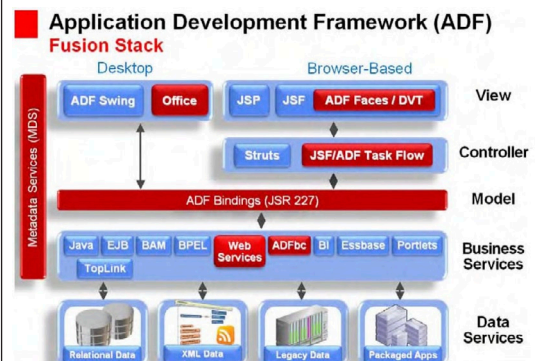 Application Development Framework (ADF)
Fusion Stack
Desktop
Browser-Based
Metadata Services (MDS)
ADF Swing
Office
JSP
JSF
ADF Faces / DVT
View
Struts
JSF/ADF Task Flow
Controller
ADF Bindings (JSR 227)
Model
Java
EJB
BAM
BPEL
Web
Services
ADFbc
BI
Essbase
Portlets
TopLink
Business
Services
Relational Data
XML Data
Legacy Data
Packaged Apps
Data
Services